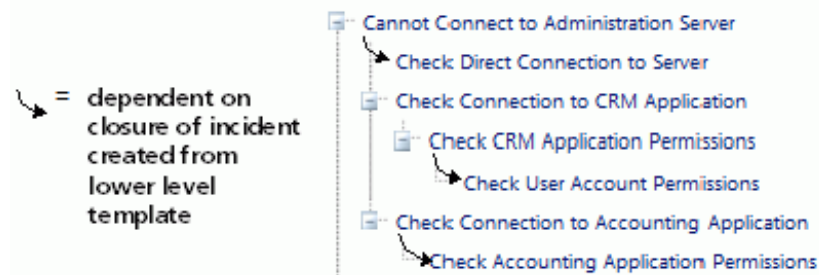 Cannot Connect to Administration Server
Check Direct Connection to Server
Check Connection to CRM Application
Check CRM Application Permissions
Check User Account Permissions
Check Connection to Accounting Application
Check Accounting Application Permissions
= dependent on
closure of incident
created from
lower level
template